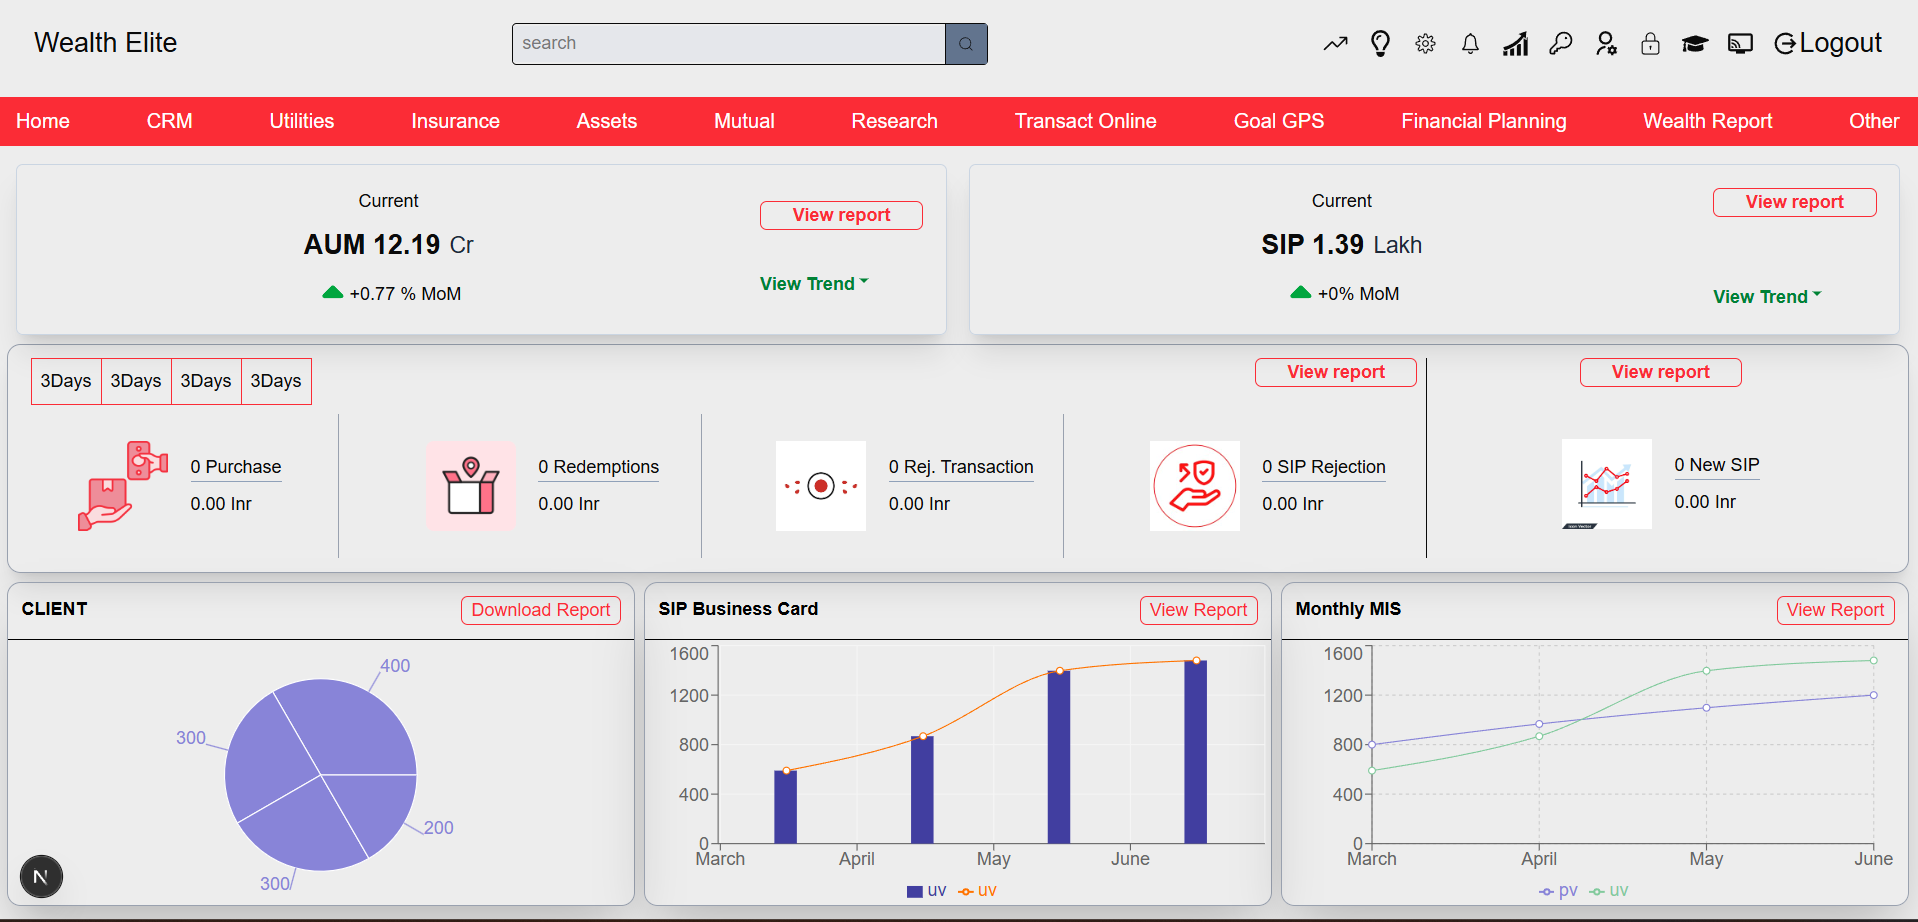 Wealth Elite
search
Logout
Home CRM Utilities Insurance Assets Mutual Research Transact Online Goal GPS Financial Planning Wealth Report Other
Current
AUM 12.19 Cr
+0.77 % MoM
View report
View Trend
Current
SIP 1.39 Lakh
+0% MoM
View report
View Trend
3Days 3Days 3Days 3Days
View report
View report
0 Purchase
0.00 Inr
0 Redemptions
0.00 Inr
0 Rej. Transaction
0.00 Inr
0 SIP Rejection
0.00 Inr
0 New SIP
0.00 Inr
CLIENT
Download Report
400
300
200
300
N
SIP Business Card
View Report
1600
1200
800
400
0
March April May June
uv uv
Monthly MIS
View Report
1600
1200
800
400
0
March April May June
pv uv